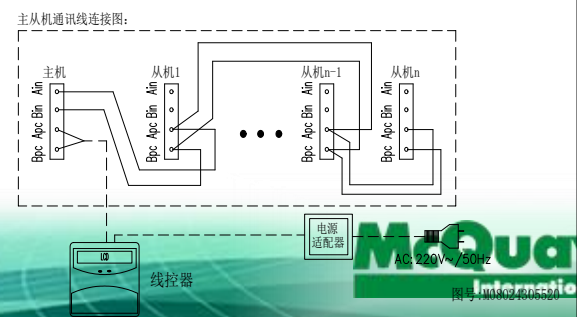 主从机通讯线连接图:
主机 从机1 从机n-1 从机n
Ain Ain Ain Ain
Bin Bin Bin Bin
Apc Apc Apc Apc
Bpc Bpc Bpc Bpc
电源
适配器
McQuay
AC: 220V~/50Hz
LCD
线控器
Internatio
图号:M08024305520